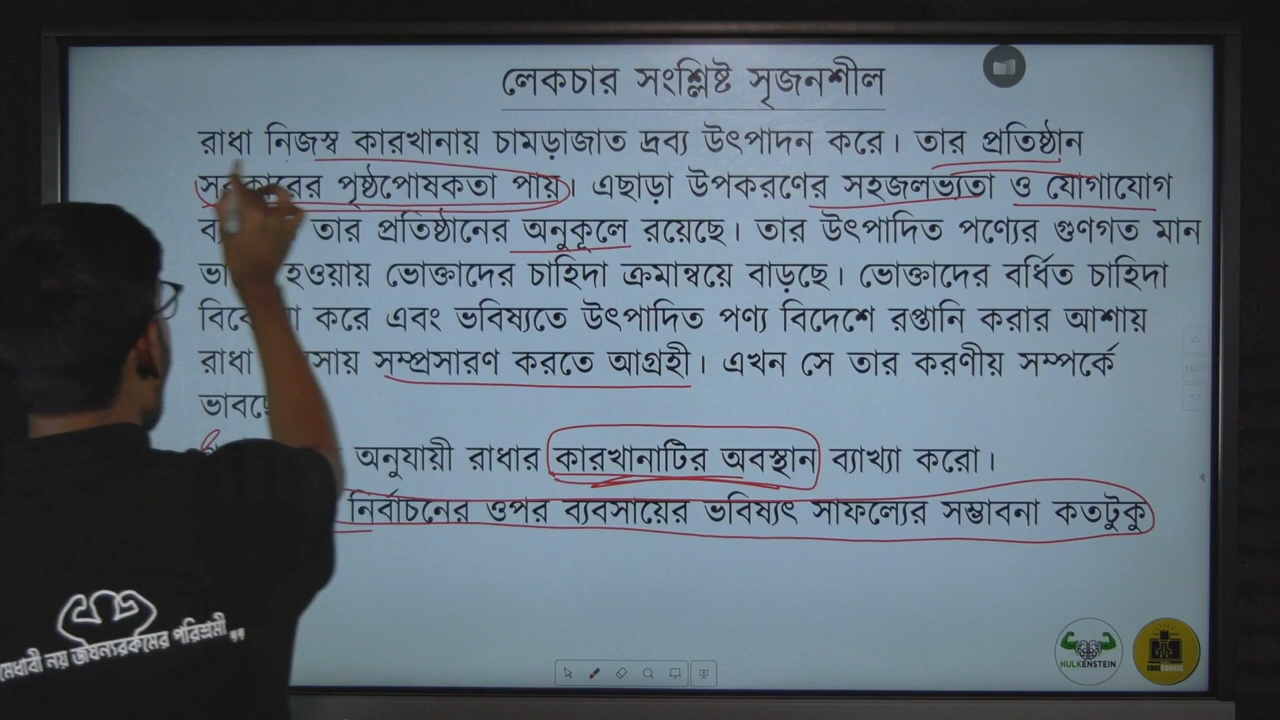 লেকচার সংশ্লিষ্ট সৃজনশীল
রাধা নিজস্ব কারখানায় চামড়াজাত দ্রব্য উৎপাদন করে। তার প্রতিষ্ঠান
সরকারের পৃষ্ঠপোষকতা পায়। এছাড়া উপকরণের সহজলভ্যতা ও যোগাযোগ
তার প্রতিষ্ঠানের অনুকূলে রয়েছে। তার উৎপাদিত পণ্যের গুণগত মান
হওয়ায় ভোক্তাদের চাহিদা ক্রমান্বয়ে বাড়ছে। ভোক্তাদের বর্ধিত চাহিদা
করে এবং ভবিষ্যতে উৎপাদিত পণ্য বিদেশে রপ্তানি করার আশায়
রাধা সম্প্রসারণ করতে আগ্রহী। এখন সে তার করণীয় সম্পর্কে
অনুযায়ী রাধার কারখানাটির অবস্থান ব্যাখ্যা করো।
নির্বাচনের ওপর ব্যবসায়ের ভবিষ্যৎ সাফল্যের সম্ভাবনা কতটুকু
মেধাবী নয় জঘন্যরকমের পরিশ্রমী
HULKENSTEIN